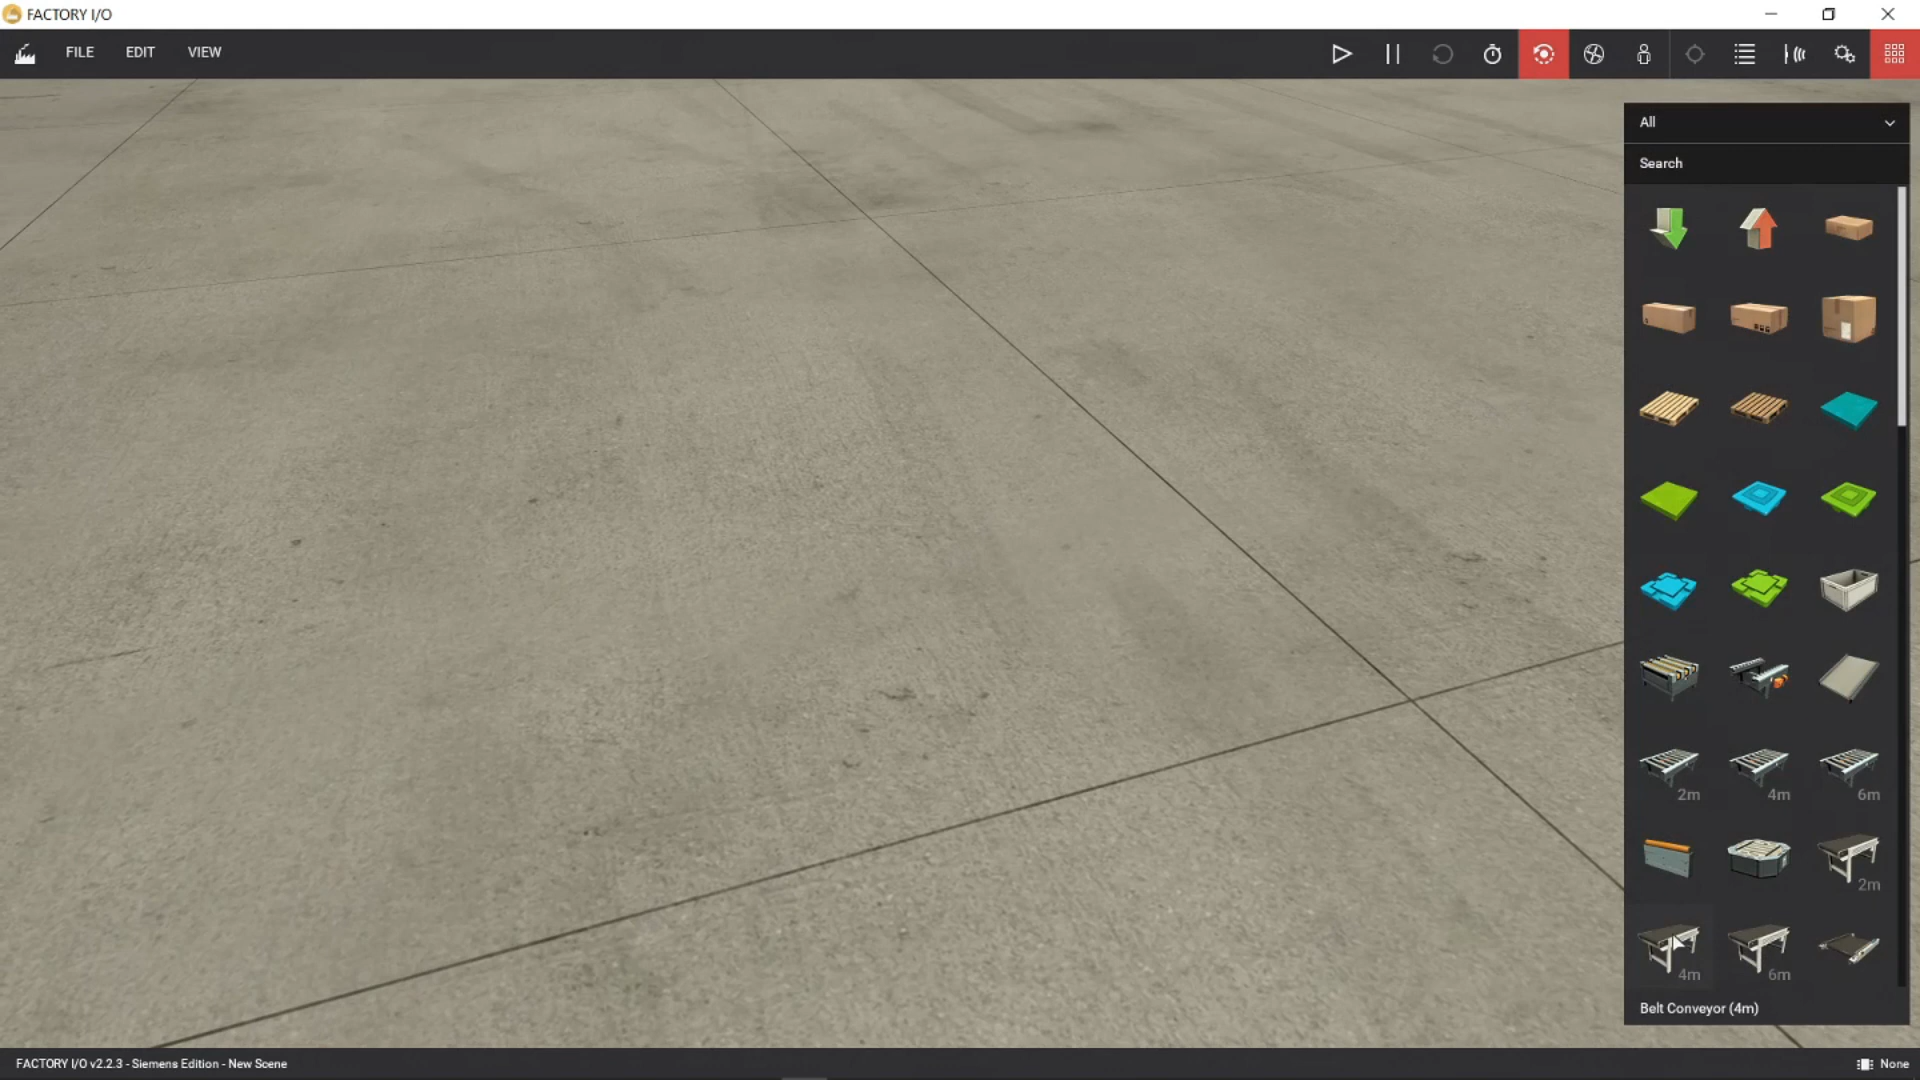 FACTORY I/O
FILE EDIT VIEW
All
Search
2m 4m 6m
2m
4m 6m
Belt Conveyor (4m)
FACTORY I/O v2.2.3 - Siemens Edition - New Scene
None